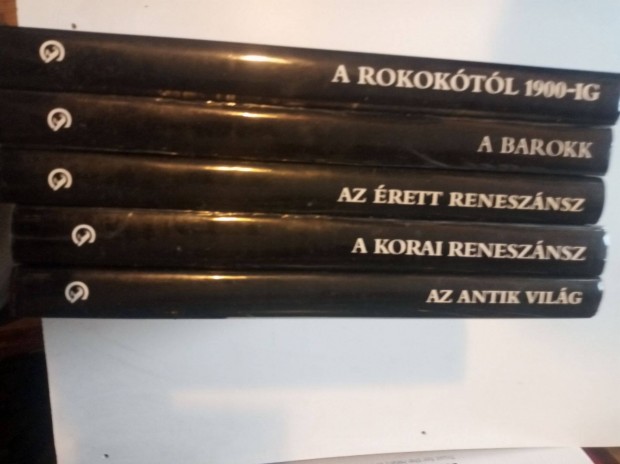 A ROKOKÓTÓL 1900-IG
A BAROKK
AZ ÉRETT RENESZÁNSZ
A KORAI RENESZÁNSZ
AZ ANTIK VILÁG